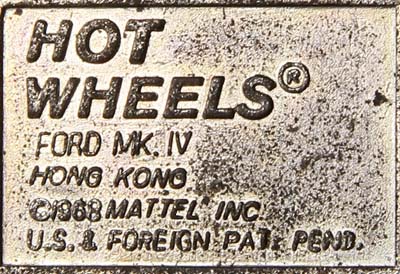 HOT
WHEELS®
FORD MK. IV
HONG KONG
©1968 MATTEL INC.
U.S. & FOREIGN PAT. PEND.